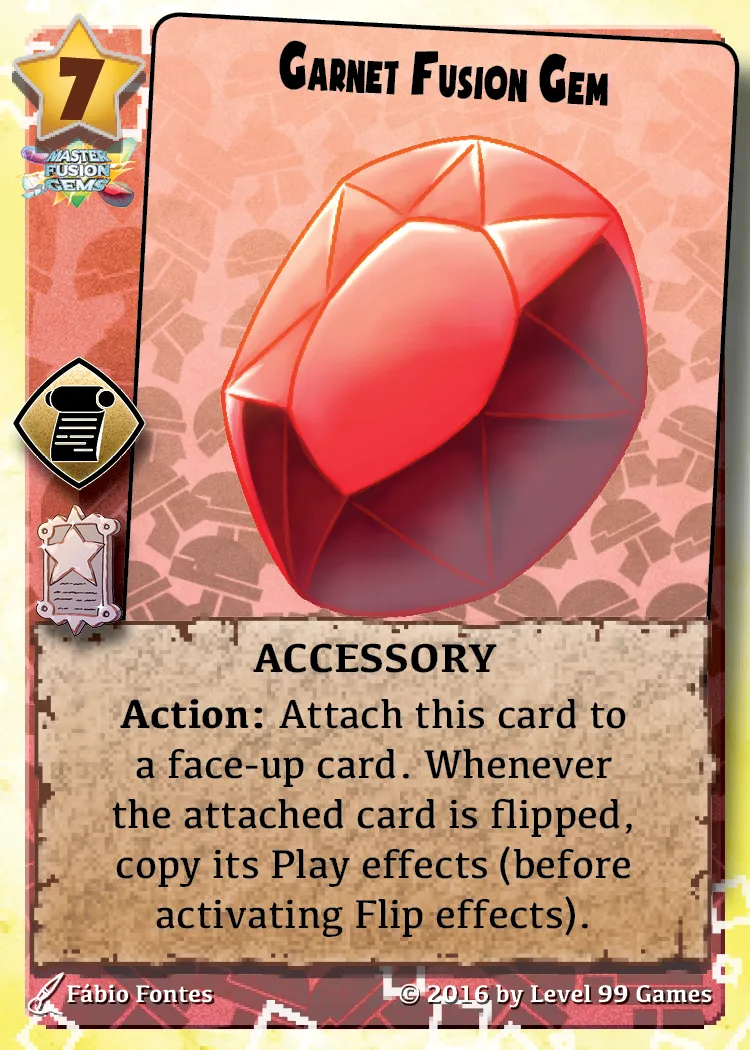 7
GARNET FUSION GEM
MASTER
FUSION
GEMS
ACCESSORY
Action: Attach this card to
a face-up card. Whenever
the attached card is flipped,
copy its Play effects (before
activating Flip effects).
Fábio Fontes
© 2016 by Level 99 Games